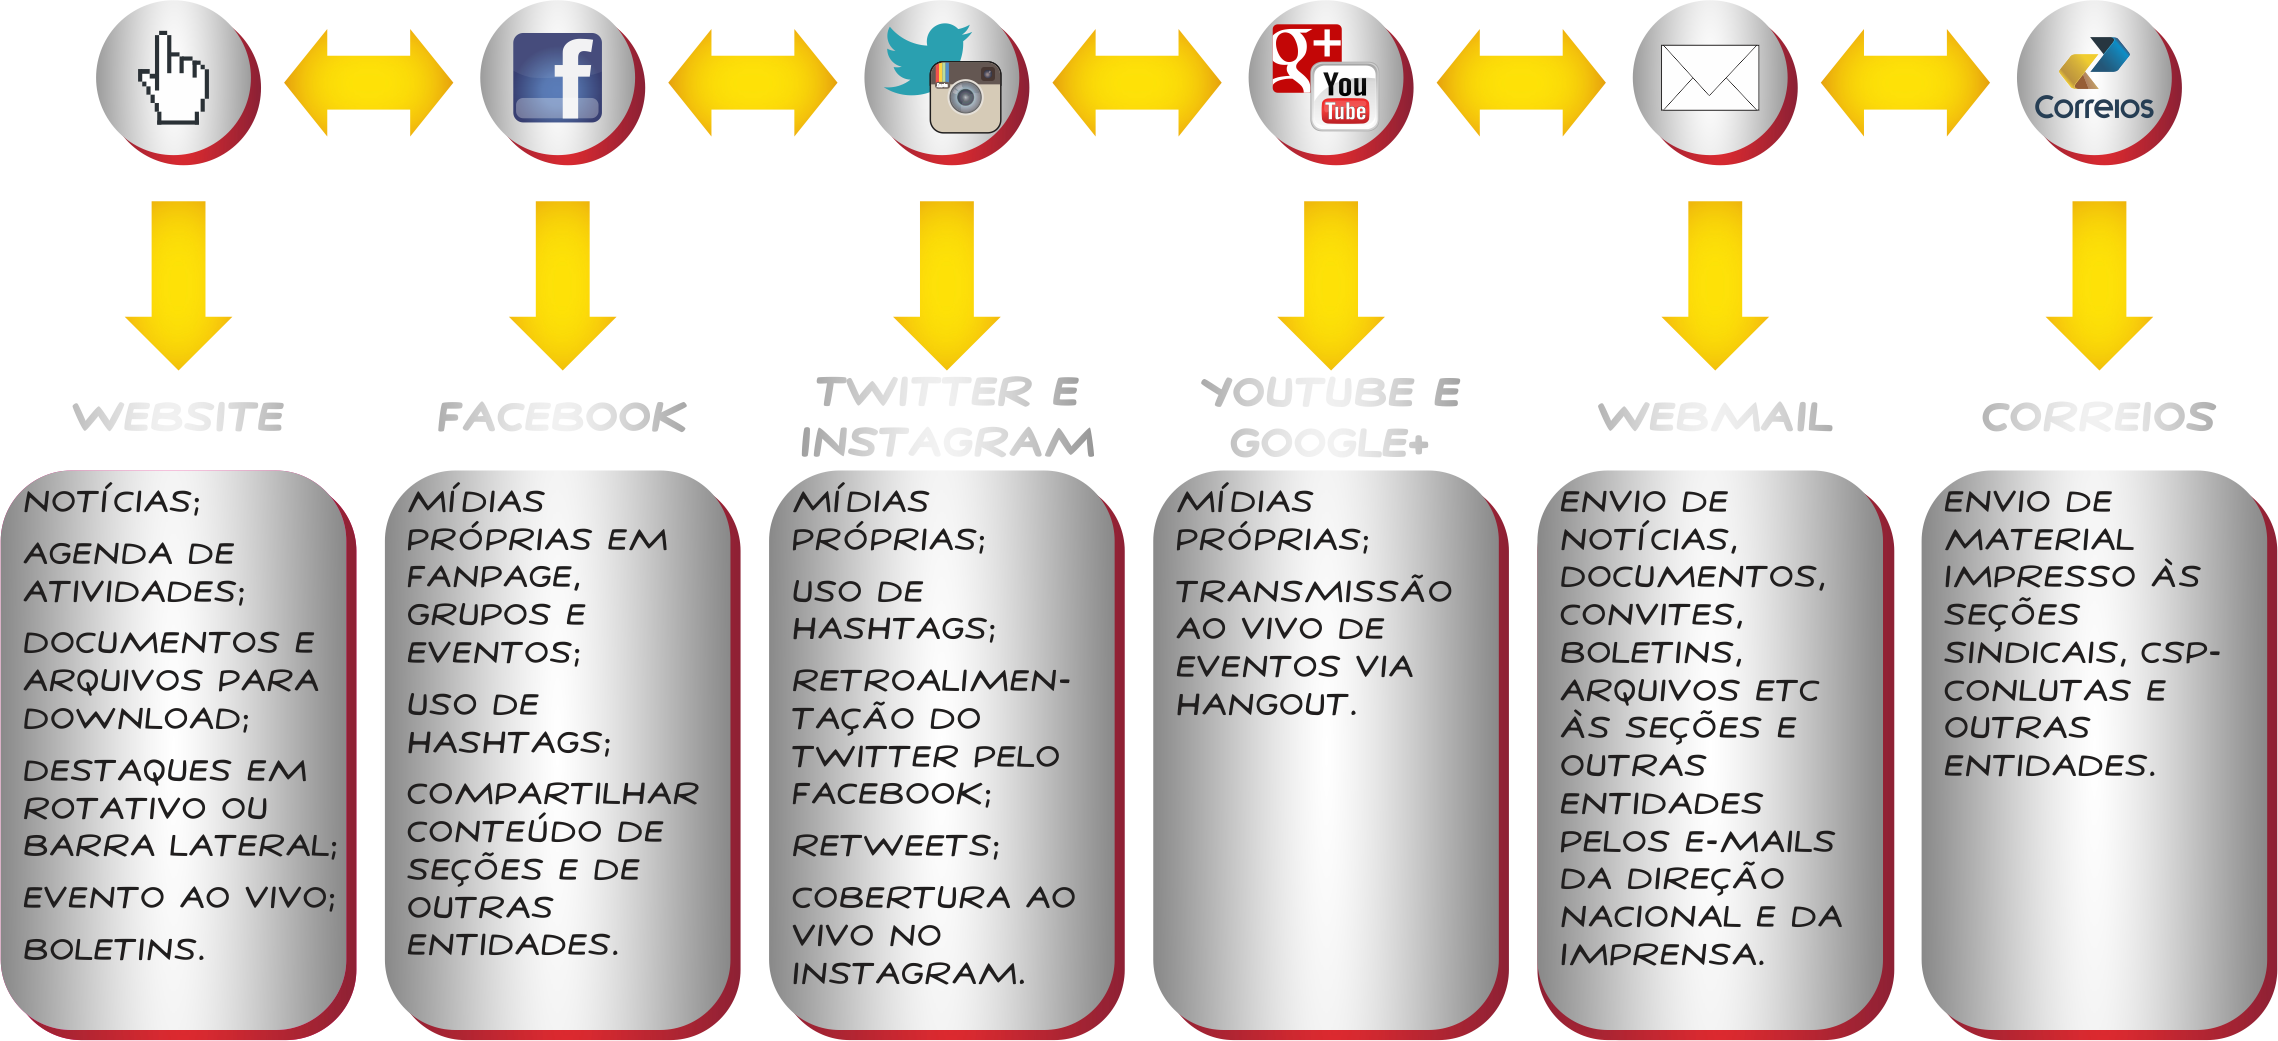 f
g+
You
Tube
Correios
WEBSITE
FACEBOOK
TWITTER E
INSTAGRAM
YOUTUBE E
GOOGLE+
WEBMAIL
CORREIOS
NOTÍCIAS;
AGENDA DE
ATIVIDADES;
DOCUMENTOS E
ARQUIVOS PARA
DOWNLOAD;
DESTAQUES EM
ROTATIVO OU
BARRA LATERAL;
EVENTO AO VIVO;
BOLETINS.
MÍDIAS
PRÓPRIAS EM
FANPAGE,
GRUPOS E
EVENTOS;
USO DE
HASHTAGS;
COMPARTILHAR
CONTEÚDO DE
SEÇÕES E DE
OUTRAS
ENTIDADES.
MÍDIAS
PRÓPRIAS;
USO DE
HASHTAGS;
RETROALIMEN-
TAÇÃO DO
TWITTER PELO
FACEBOOK;
RETWEETS;
COBERTURA AO
VIVO NO
INSTAGRAM.
MÍDIAS
PRÓPRIAS;
TRANSMISSÃO
AO VIVO DE
EVENTOS VIA
HANGOUT.
ENVIO DE
NOTÍCIAS,
DOCUMENTOS,
CONVITES,
BOLETINS,
ARQUIVOS ETC
ÀS SEÇÕES E
OUTRAS
ENTIDADES
PELOS E-MAILS
DA DIREÇÃO
NACIONAL E DA
IMPRENSA.
ENVIO DE
MATERIAL
IMPRESSO ÀS
SEÇÕES
SINDICAIS, CSP-
CONLUTAS E
OUTRAS
ENTIDADES.